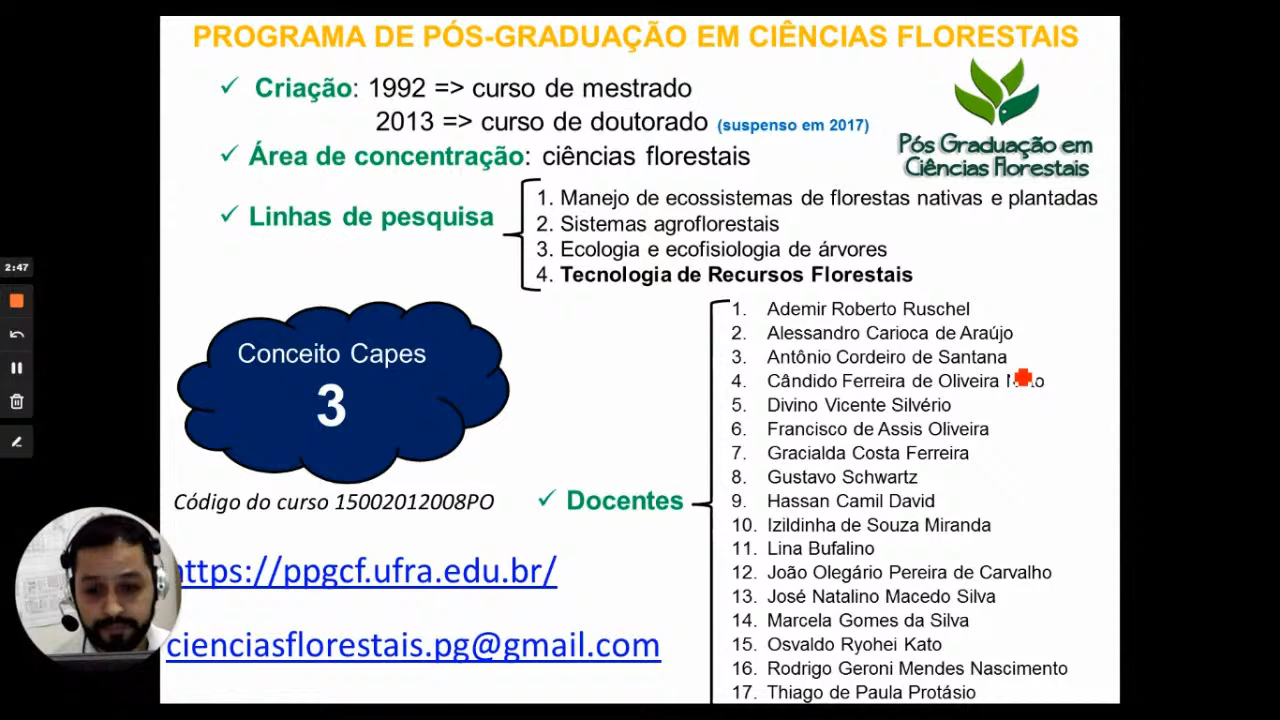 PROGRAMA DE PÓS-GRADUAÇÃO EM CIÊNCIAS FLORESTAIS
✓ Criação: 1992 => curso de mestrado
2013 => curso de doutorado (suspenso em 2017)
✓ Área de concentração: ciências florestais
Pós Graduação em
Ciências Florestais
✓ Linhas de pesquisa
1. Manejo de ecossistemas de florestas nativas e plantadas
2. Sistemas agroflorestais
3. Ecologia e ecofisiologia de árvores
4. Tecnologia de Recursos Florestais
2:47
Conceito Capes
3
Código do curso 15002012008PO
✓ Docentes
1. Ademir Roberto Ruschel
2. Alessandro Carioca de Araújo
3. Antônio Cordeiro de Santana
4. Cândido Ferreira de Oliveira
5. Divino Vicente Silvério
6. Francisco de Assis Oliveira
7. Gracialda Costa Ferreira
8. Gustavo Schwartz
9. Hassan Camil David
10. Izildinha de Souza Miranda
11. Lina Bufalino
12. João Olegário Pereira de Carvalho
13. José Natalino Macedo Silva
14. Marcela Gomes da Silva
15. Osvaldo Ryohei Kato
16. Rodrigo Geroni Mendes Nascimento
17. Thiago de Paula Protásio
https://ppgcf.ufra.edu.br/
cienciasflorestais.pg@gmail.com